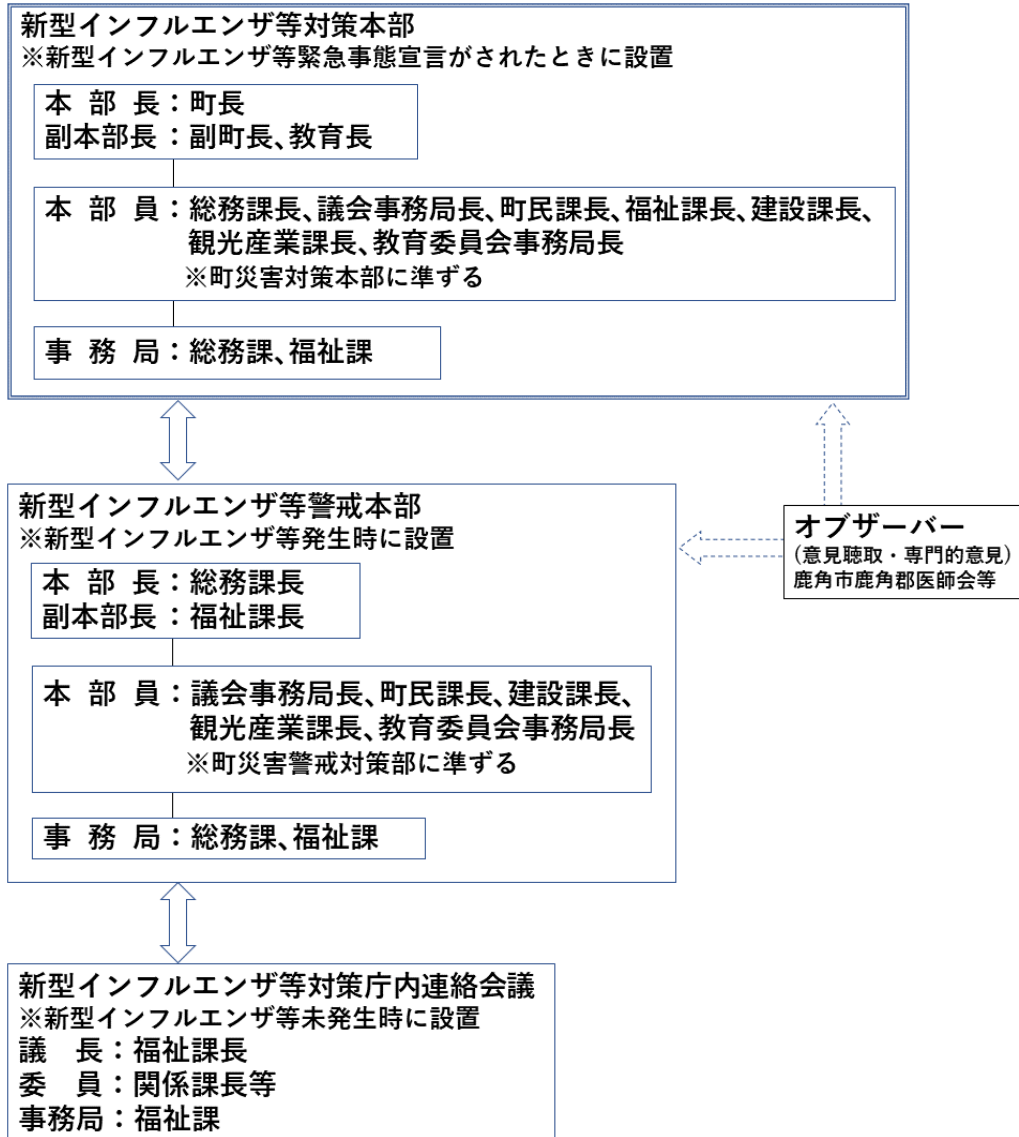 新型インフルエンザ等対策本部
※新型インフルエンザ等緊急事態宣言がされたときに設置
本部長：町長
副本部長：副町長、教育長
本部員：総務課長、議会事務局長、町民課長、福祉課長、建設課長、
観光産業課長、教育委員会事務局長
※町災害対策本部に準ずる
事務局：総務課、福祉課
新型インフルエンザ等警戒本部
※新型インフルエンザ等発生時に設置
本部長：総務課長
副本部長：福祉課長
本部員：議会事務局長、町民課長、建設課長、
観光産業課長、教育委員会事務局長
※町災害警戒対策部に準ずる
事務局：総務課、福祉課
オブザーバー
(意見聴取・専門的意見)
鹿角市鹿角郡医師会等
新型インフルエンザ等対策庁内連絡会議
※新型インフルエンザ等未発生時に設置
議長：福祉課長
委員：関係課長等
事務局：福祉課